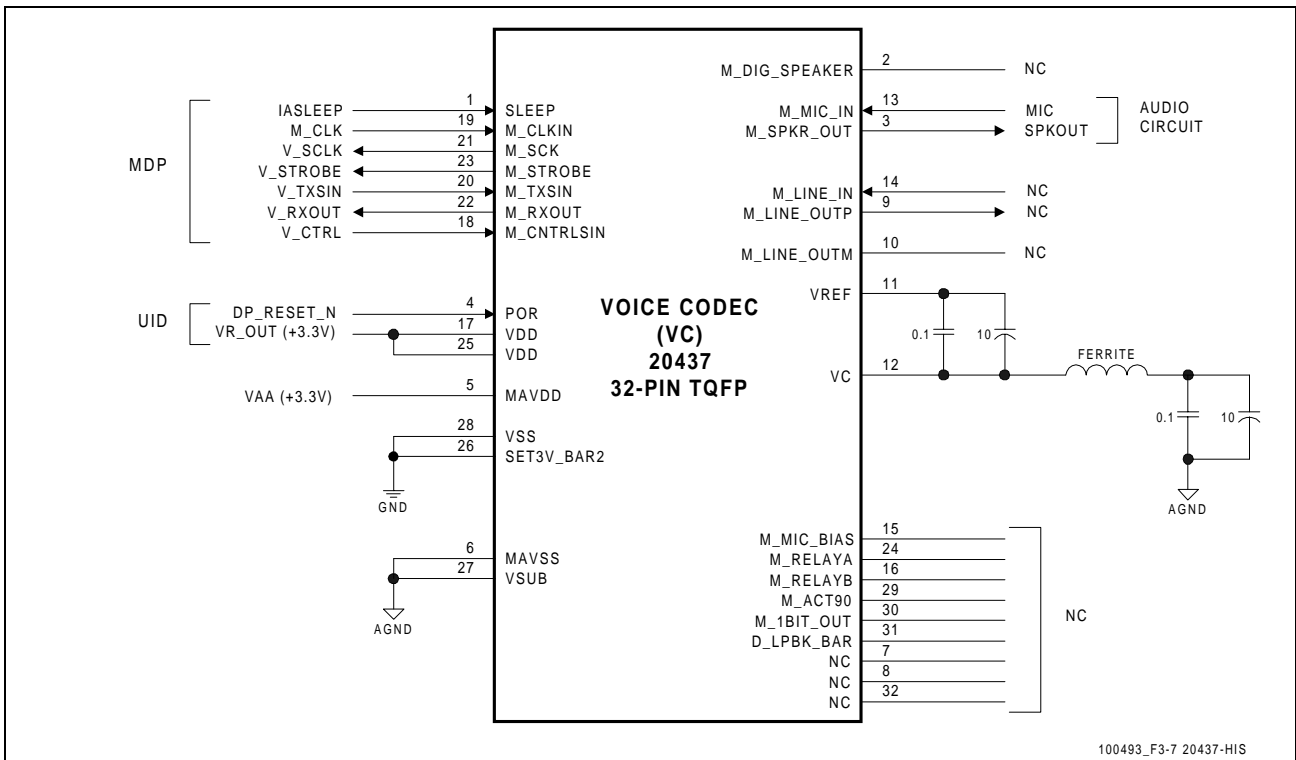 MDP
IASLEEP 1 SLEEP
M_CLK 19 M_CLKIN
V_SCLK 21 M_SCK
V_STROBE 23 M_STROBE
V_TXSIN 20 M_TXSIN
V_RXOUT 22 M_RXOUT
V_CTRL 18 M_CNTRLSIN
UID
DP_RESET_N 4 POR
VR_OUT (+3.3V) 17 VDD
25 VDD
VAA (+3.3V) 5 MAVDD
28 VSS
26 SET3V_BAR2
GND
6 MAVSS
27 VSUB
AGND
VOICE CODEC
(VC)
20437
32-PIN TQFP
M_DIG_SPEAKER 2 NC
M_MIC_IN 13 MIC
M_SPKR_OUT 3 SPKOUT
AUDIO
CIRCUIT
M_LINE_IN 14 NC
M_LINE_OUTP 9 NC
M_LINE_OUTM 10 NC
VREF 11
0.1 10
VC 12
FERRITE
0.1 10
AGND
M_MIC_BIAS 15
M_RELAYA 24
M_RELAYB 16
M_ACT90 29
M_1BIT_OUT 30
D_LPBK_BAR 31
NC 7
NC 8
NC 32
NC
100493_F3-7 20437-HIS